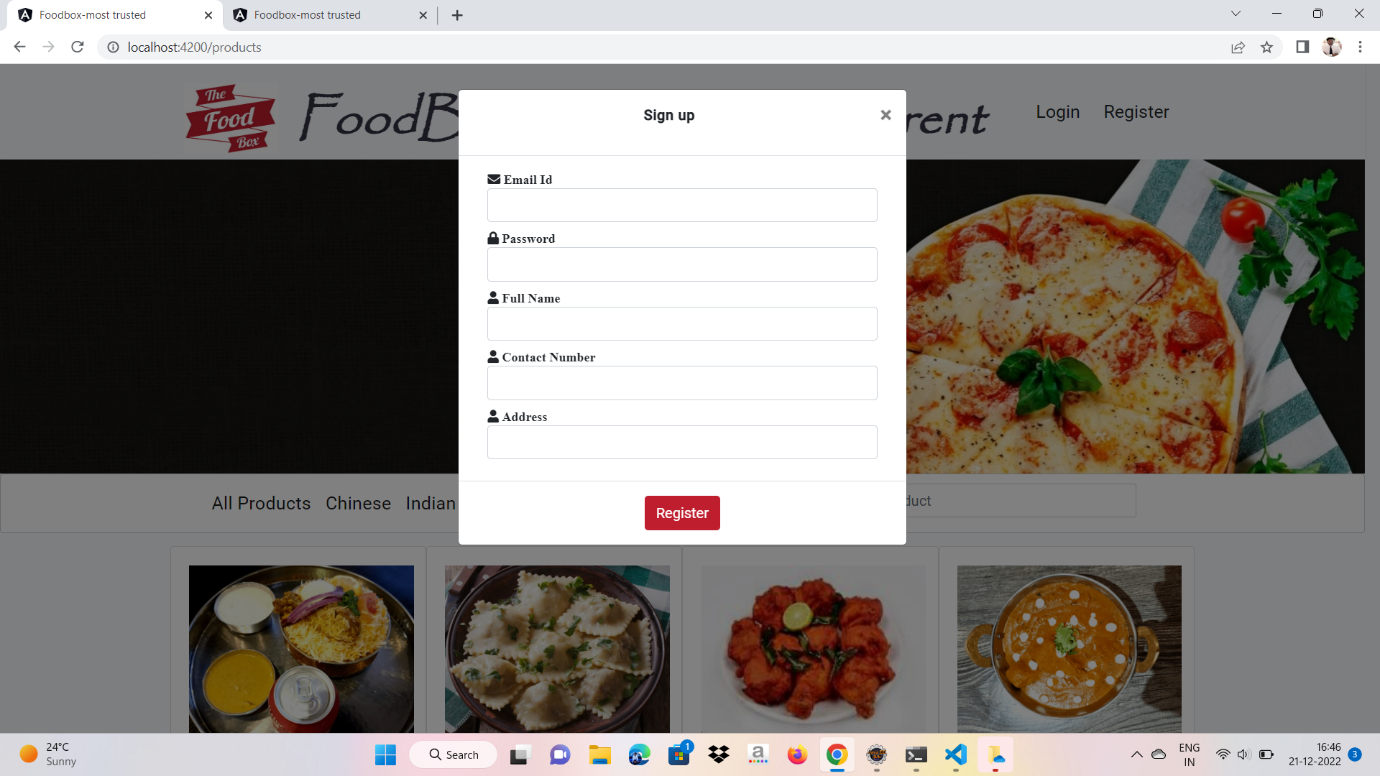 Foodbox-most trusted
Foodbox-most trusted
localhost:4200/products
The
Food
Box
FoodB
rent
Login
Register
Sign up
×
Email Id
Password
Full Name
Contact Number
Address
Register
All Products
Chinese
Indian
duct
24°C
Sunny
Search
1
a
ENG
IN
16:46
21-12-2022
3